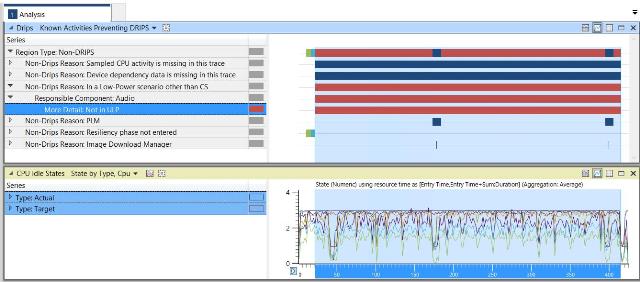 1 Analysis
Drips Known Activities Preventing DRIPS
Series
Region Type: Non-DRIPS
Non-Drips Reason: Sampled CPU activity is missing in this trace
Non-Drips Reason: Device dependency data is missing in this trace
Non-Drips Reason: In a Low-Power scenario other than CS
Responsible Component: Audio
More Detail: Not in ULP
Non-Drips Reason: PLM
Non-Drips Reason: Resiliency phase not entered
Non-Drips Reason: Image Download Manager
CPU Idle States State by Type, Cpu
Series
Type: Actual
Type: Target
State (Numeric) using resource time as [Entry Time,Entry Time+Sum:Duration] (Aggregation: Average)
4
2
0
0 50 100 150 200 250 300 350 400